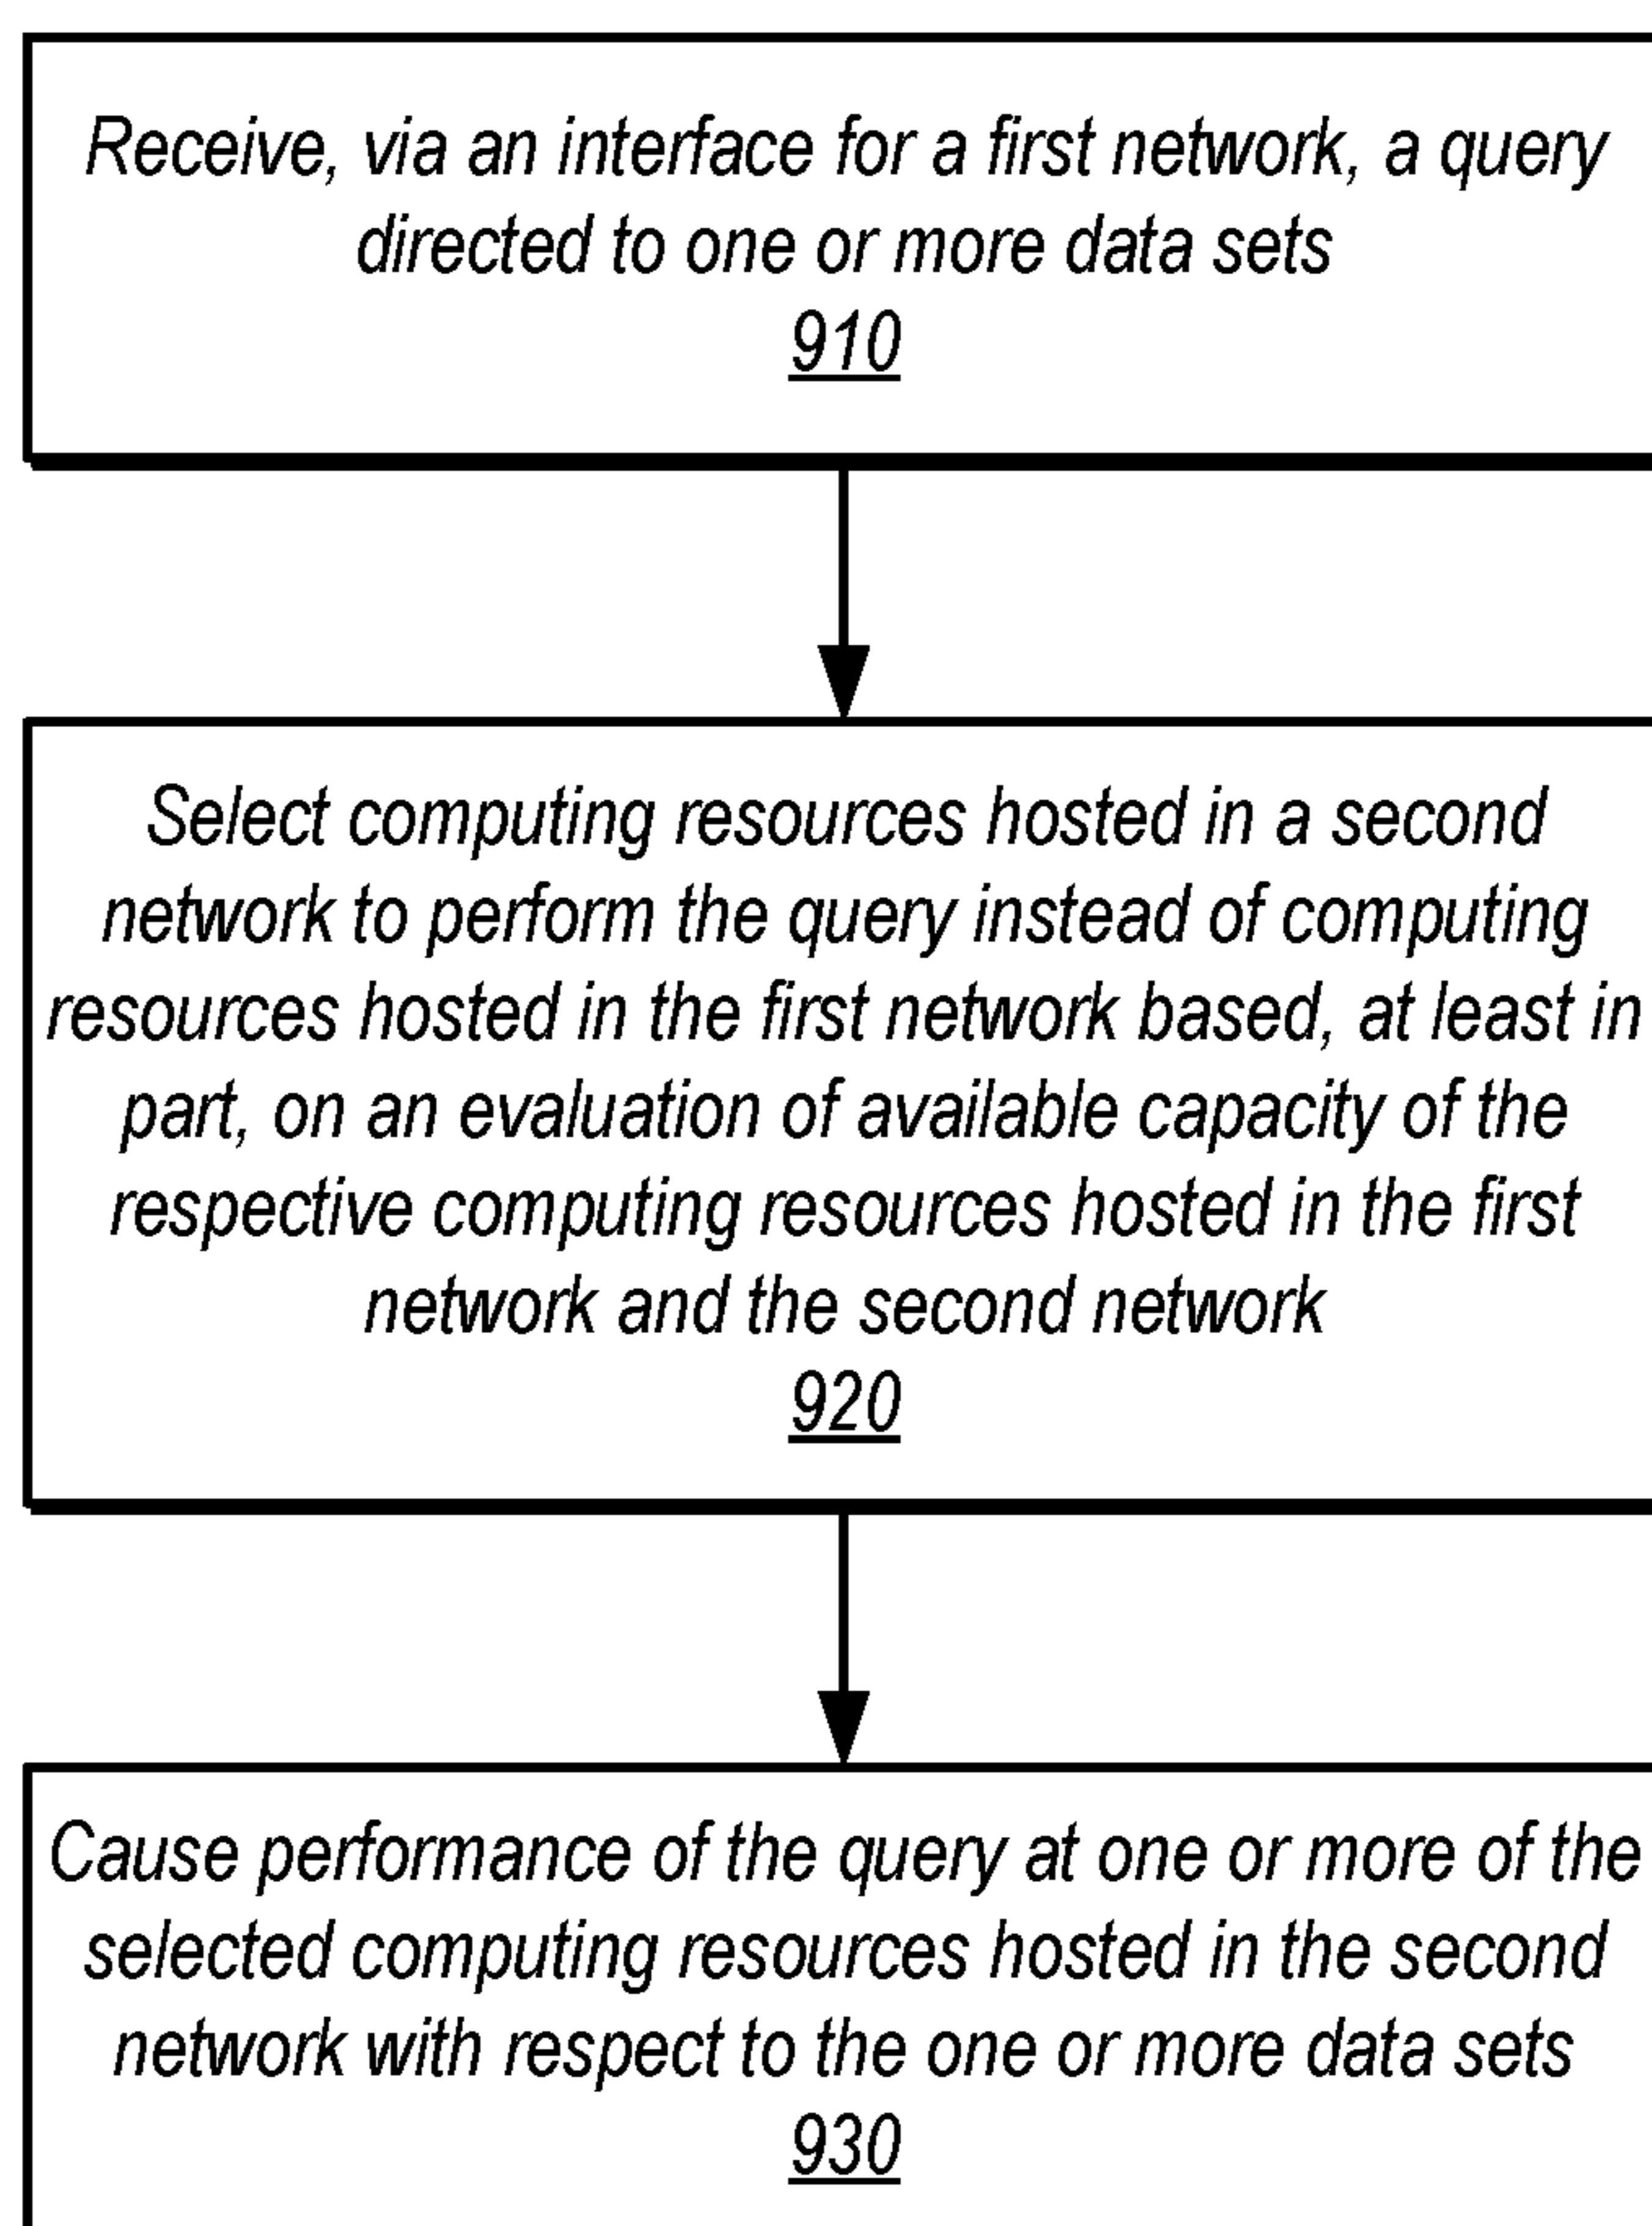 Receive, via an interface for a first network, a query
directed to one or more data sets
910
Select computing resources hosted in a second
network to perform the query instead of computing
resources hosted in the first network based, at least in
part, on an evaluation of available capacity of the
respective computing resources hosted in the first
network and the second network
920
Cause performance of the query at one or more of the
selected computing resources hosted in the second
network with respect to the one or more data sets
930